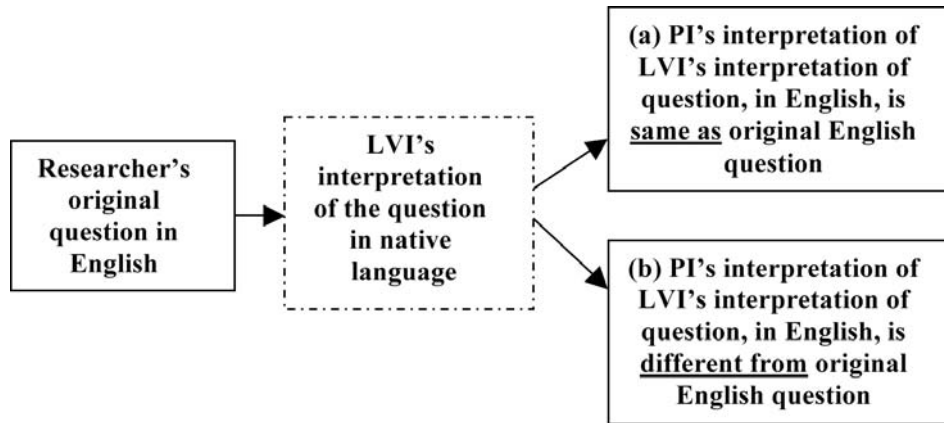 Researcher's
original
question in
English
LVI's
interpretation
of the question
in native
language
(a) PI's interpretation of
LVI's interpretation of
question, in English, is
same as original English
question
(b) PI's interpretation of
LVI's interpretation of
question, in English, is
different from original
English question